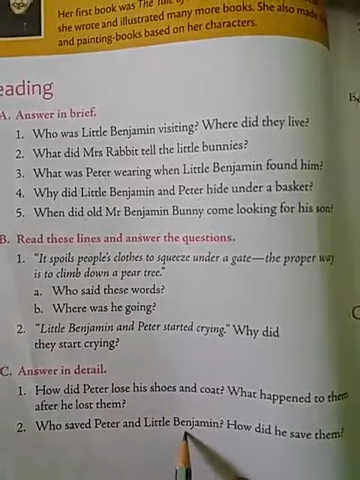 Her first book was The Tale of
she wrote and illustrated many more books. She also made
and painting-books based on her characters.
eading
A. Answer in brief.
1. Who was Little Benjamin visiting? Where did they live?
2. What did Mrs Rabbit tell the little bunnies?
3. What was Peter wearing when Little Benjamin found him?
4. Why did Little Benjamin and Peter hide under a basket?
5. When did old Mr Benjamin Bunny come looking for his son?
B. Read these lines and answer the questions.
1. "It spoils people's clothes to squeeze under a gate—the proper way
is to climb down a pear tree."
a. Who said these words?
b. Where was he going?
2. "Little Benjamin and Peter started crying." Why did
they start crying?
C. Answer in detail.
1. How did Peter lose his shoes and coat? What happened to them
after he lost them?
2. Who saved Peter and Little Benjamin? How did he save them?